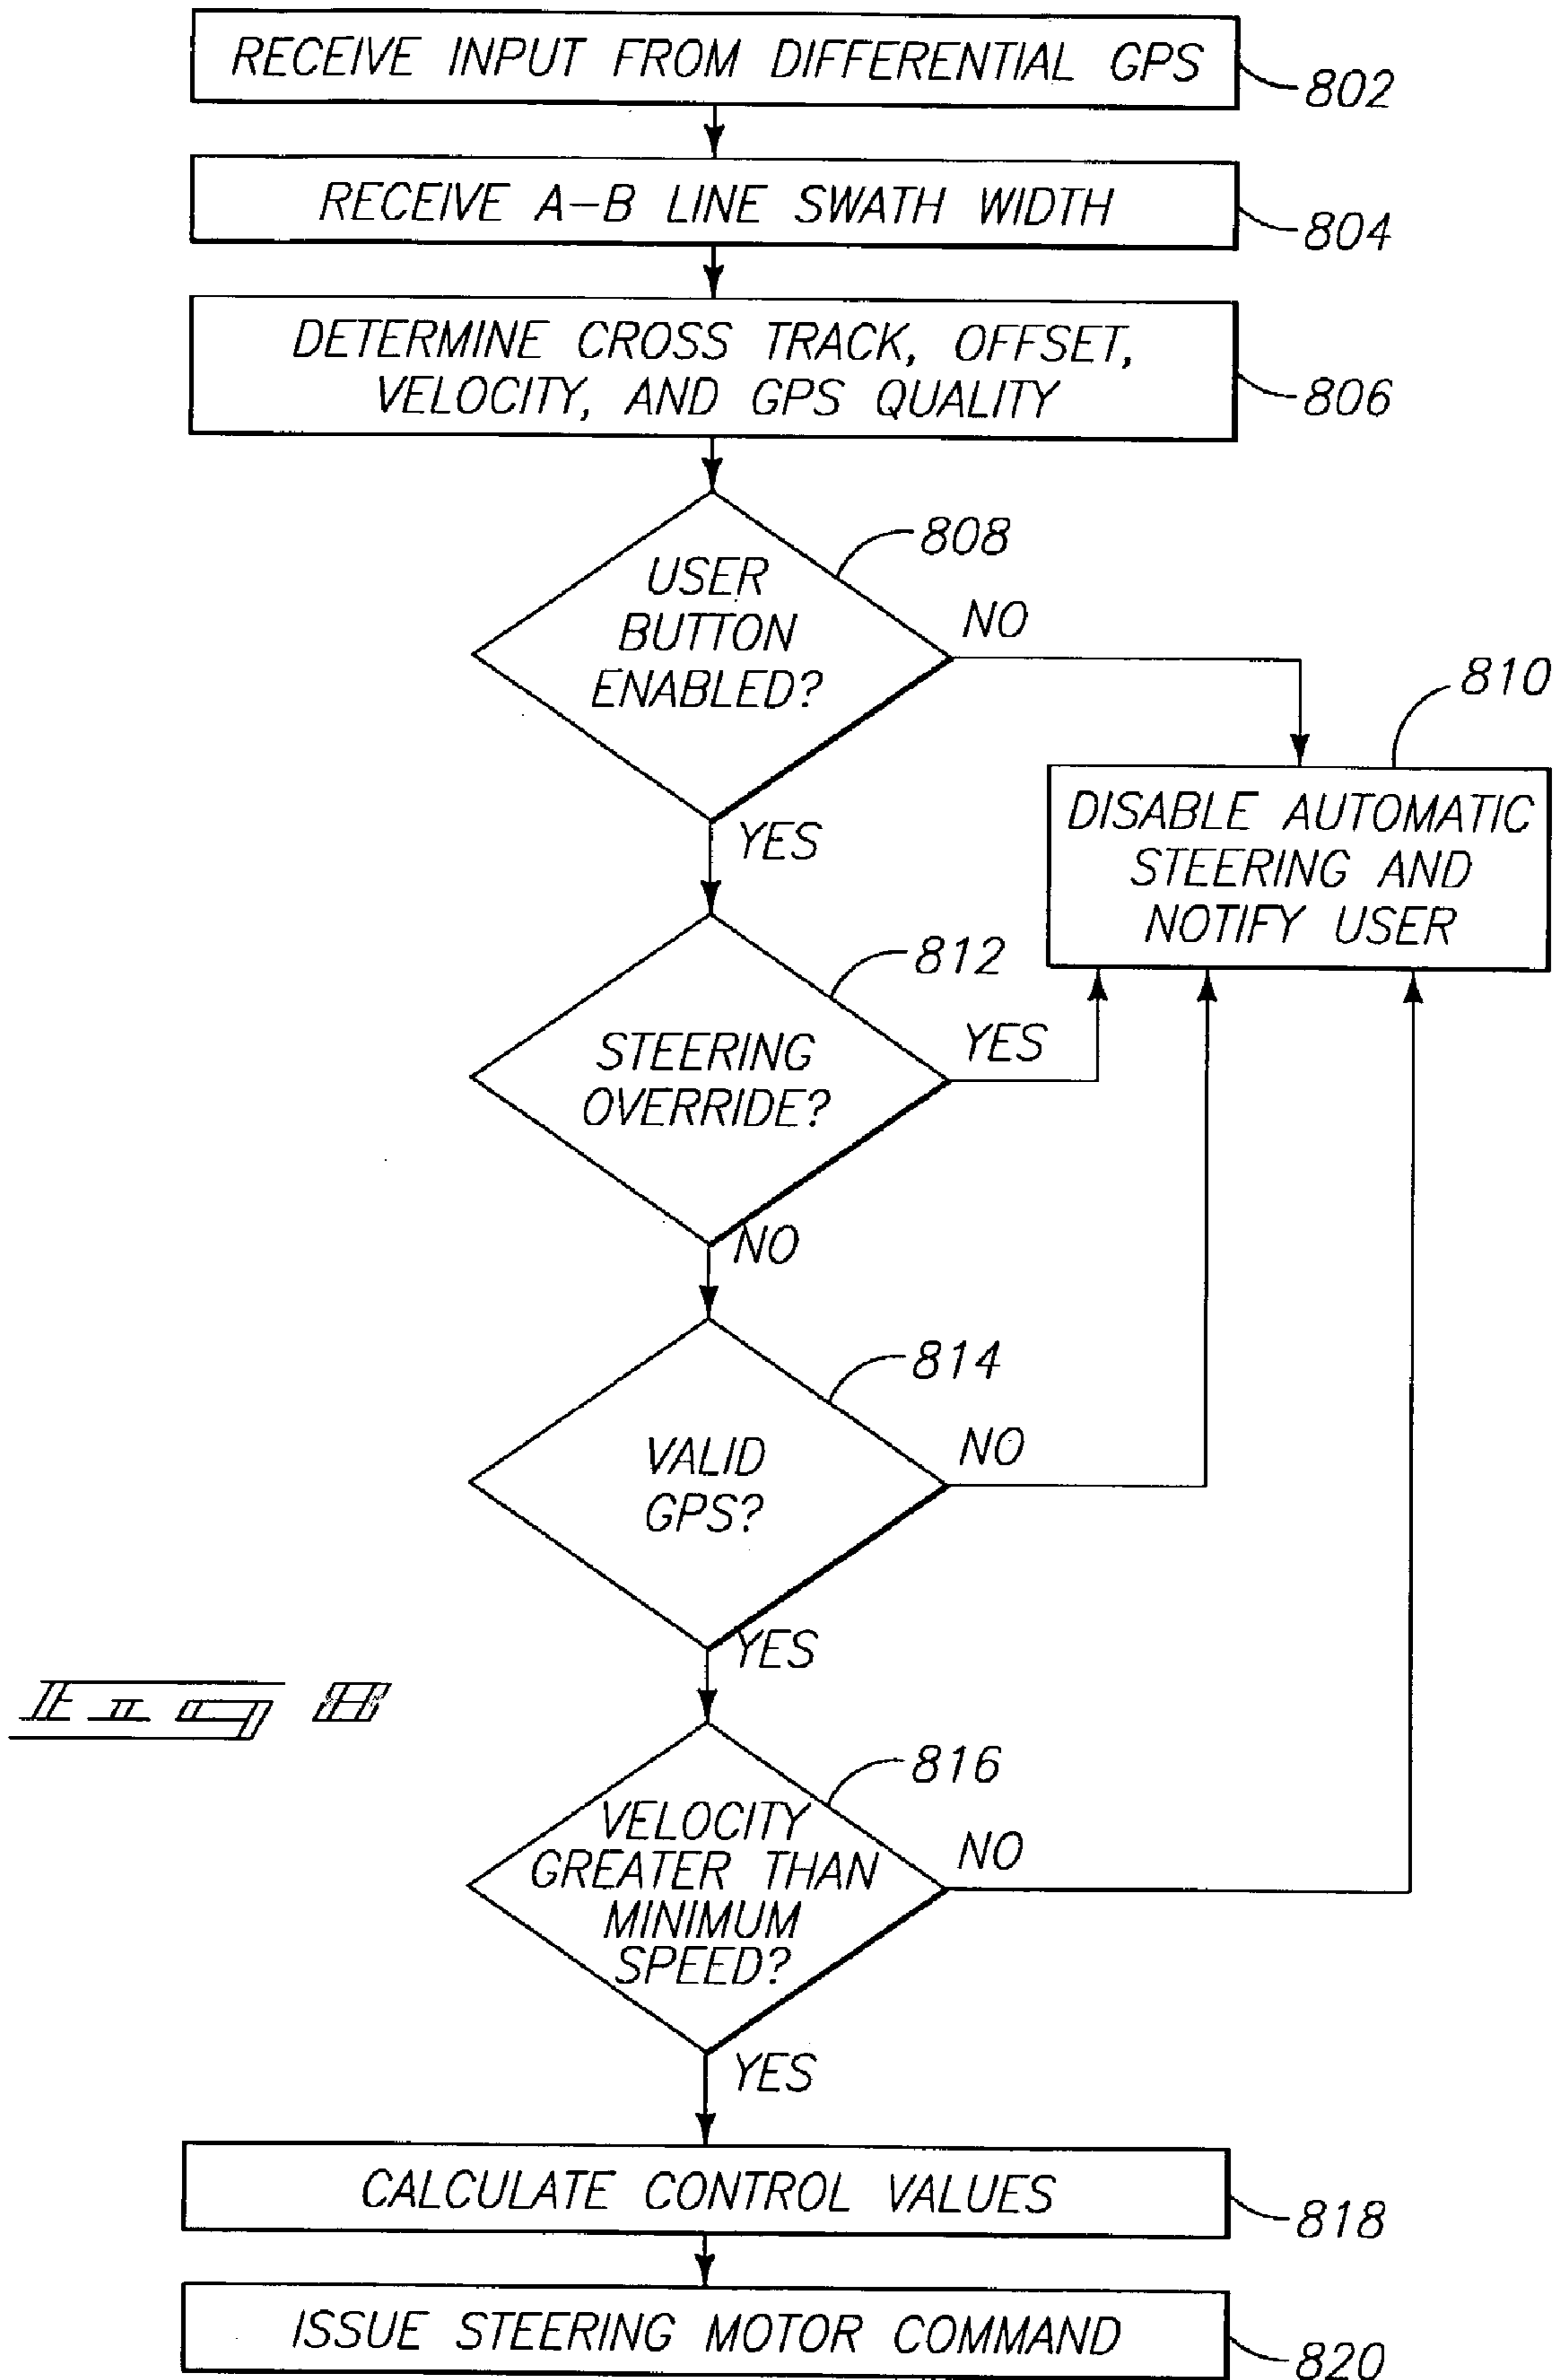 RECEIVE INPUT FROM DIFFERENTIAL GPS
802
RECEIVE A-B LINE SWATH WIDTH
804
DETERMINE CROSS TRACK, OFFSET,
VELOCITY, AND GPS QUALITY
806
808
USER
BUTTON
ENABLED?
NO
YES
810
DISABLE AUTOMATIC
STEERING AND
NOTIFY USER
812
STEERING
OVERRIDE?
YES
NO
814
VALID
GPS?
NO
YES
Fig 8
816
VELOCITY
GREATER THAN
MINIMUM
SPEED?
NO
YES
CALCULATE CONTROL VALUES
818
ISSUE STEERING MOTOR COMMAND
820